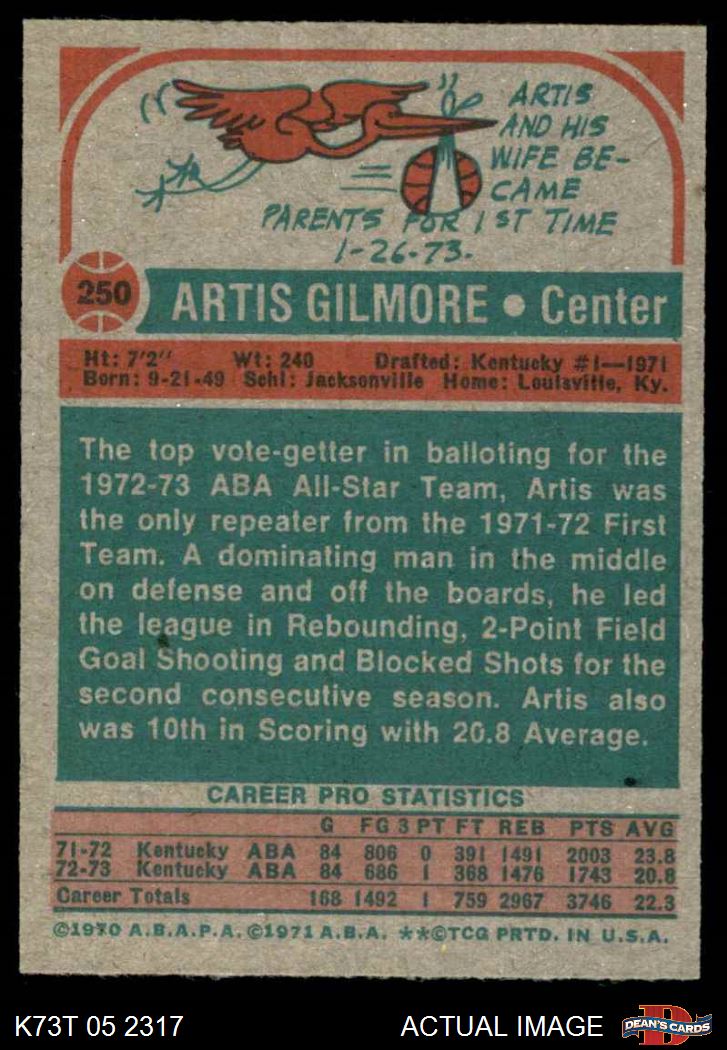 ARTIS
AND HIS
WIFE BE-
CAME
PARENTS FOR 1ST TIME
1-26-73.
250
ARTIS GILMORE • Center
Ht: 7'2" Wt: 240 Drafted: Kentucky #1—1971
Born: 9-21-49 Schl: Jacksonville Home: Louisville, Ky.
The top vote-getter in balloting for the
1972-73 ABA All-Star Team, Artis was
the only repeater from the 1971-72 First
Team. A dominating man in the middle
on defense and off the boards, he led
the league in Rebounding, 2-Point Field
Goal Shooting and Blocked Shots for the
second consecutive season. Artis also
was 10th in Scoring with 20.8 Average.
CAREER PRO STATISTICS
G FG 3 PT FT REB PTS AVG
71-72 Kentucky ABA 84 806 0 391 1491 2003 23.8
72-73 Kentucky ABA 84 686 1 368 1476 1743 20.8
Career Totals 168 1492 1 759 2967 3746 22.3
©1970 A.B.A.P.A. ©1971 A.B.A. **©TCG PRTD. IN U.S.A.
K73T 05 2317 ACTUAL IMAGE D DEAN'S CARDS